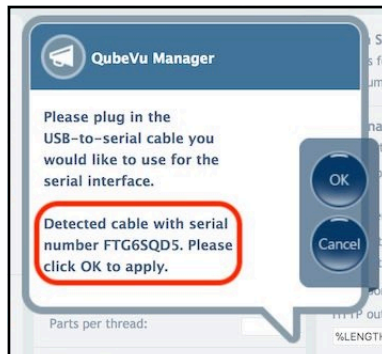 QubeVu Manager
Please plug in the
USB-to-serial cable you
would like to use for the
serial interface.
Detected cable with serial
number FTG6SQD5. Please
click OK to apply.
OK
Cancel
Parts per thread:
%LENGTH